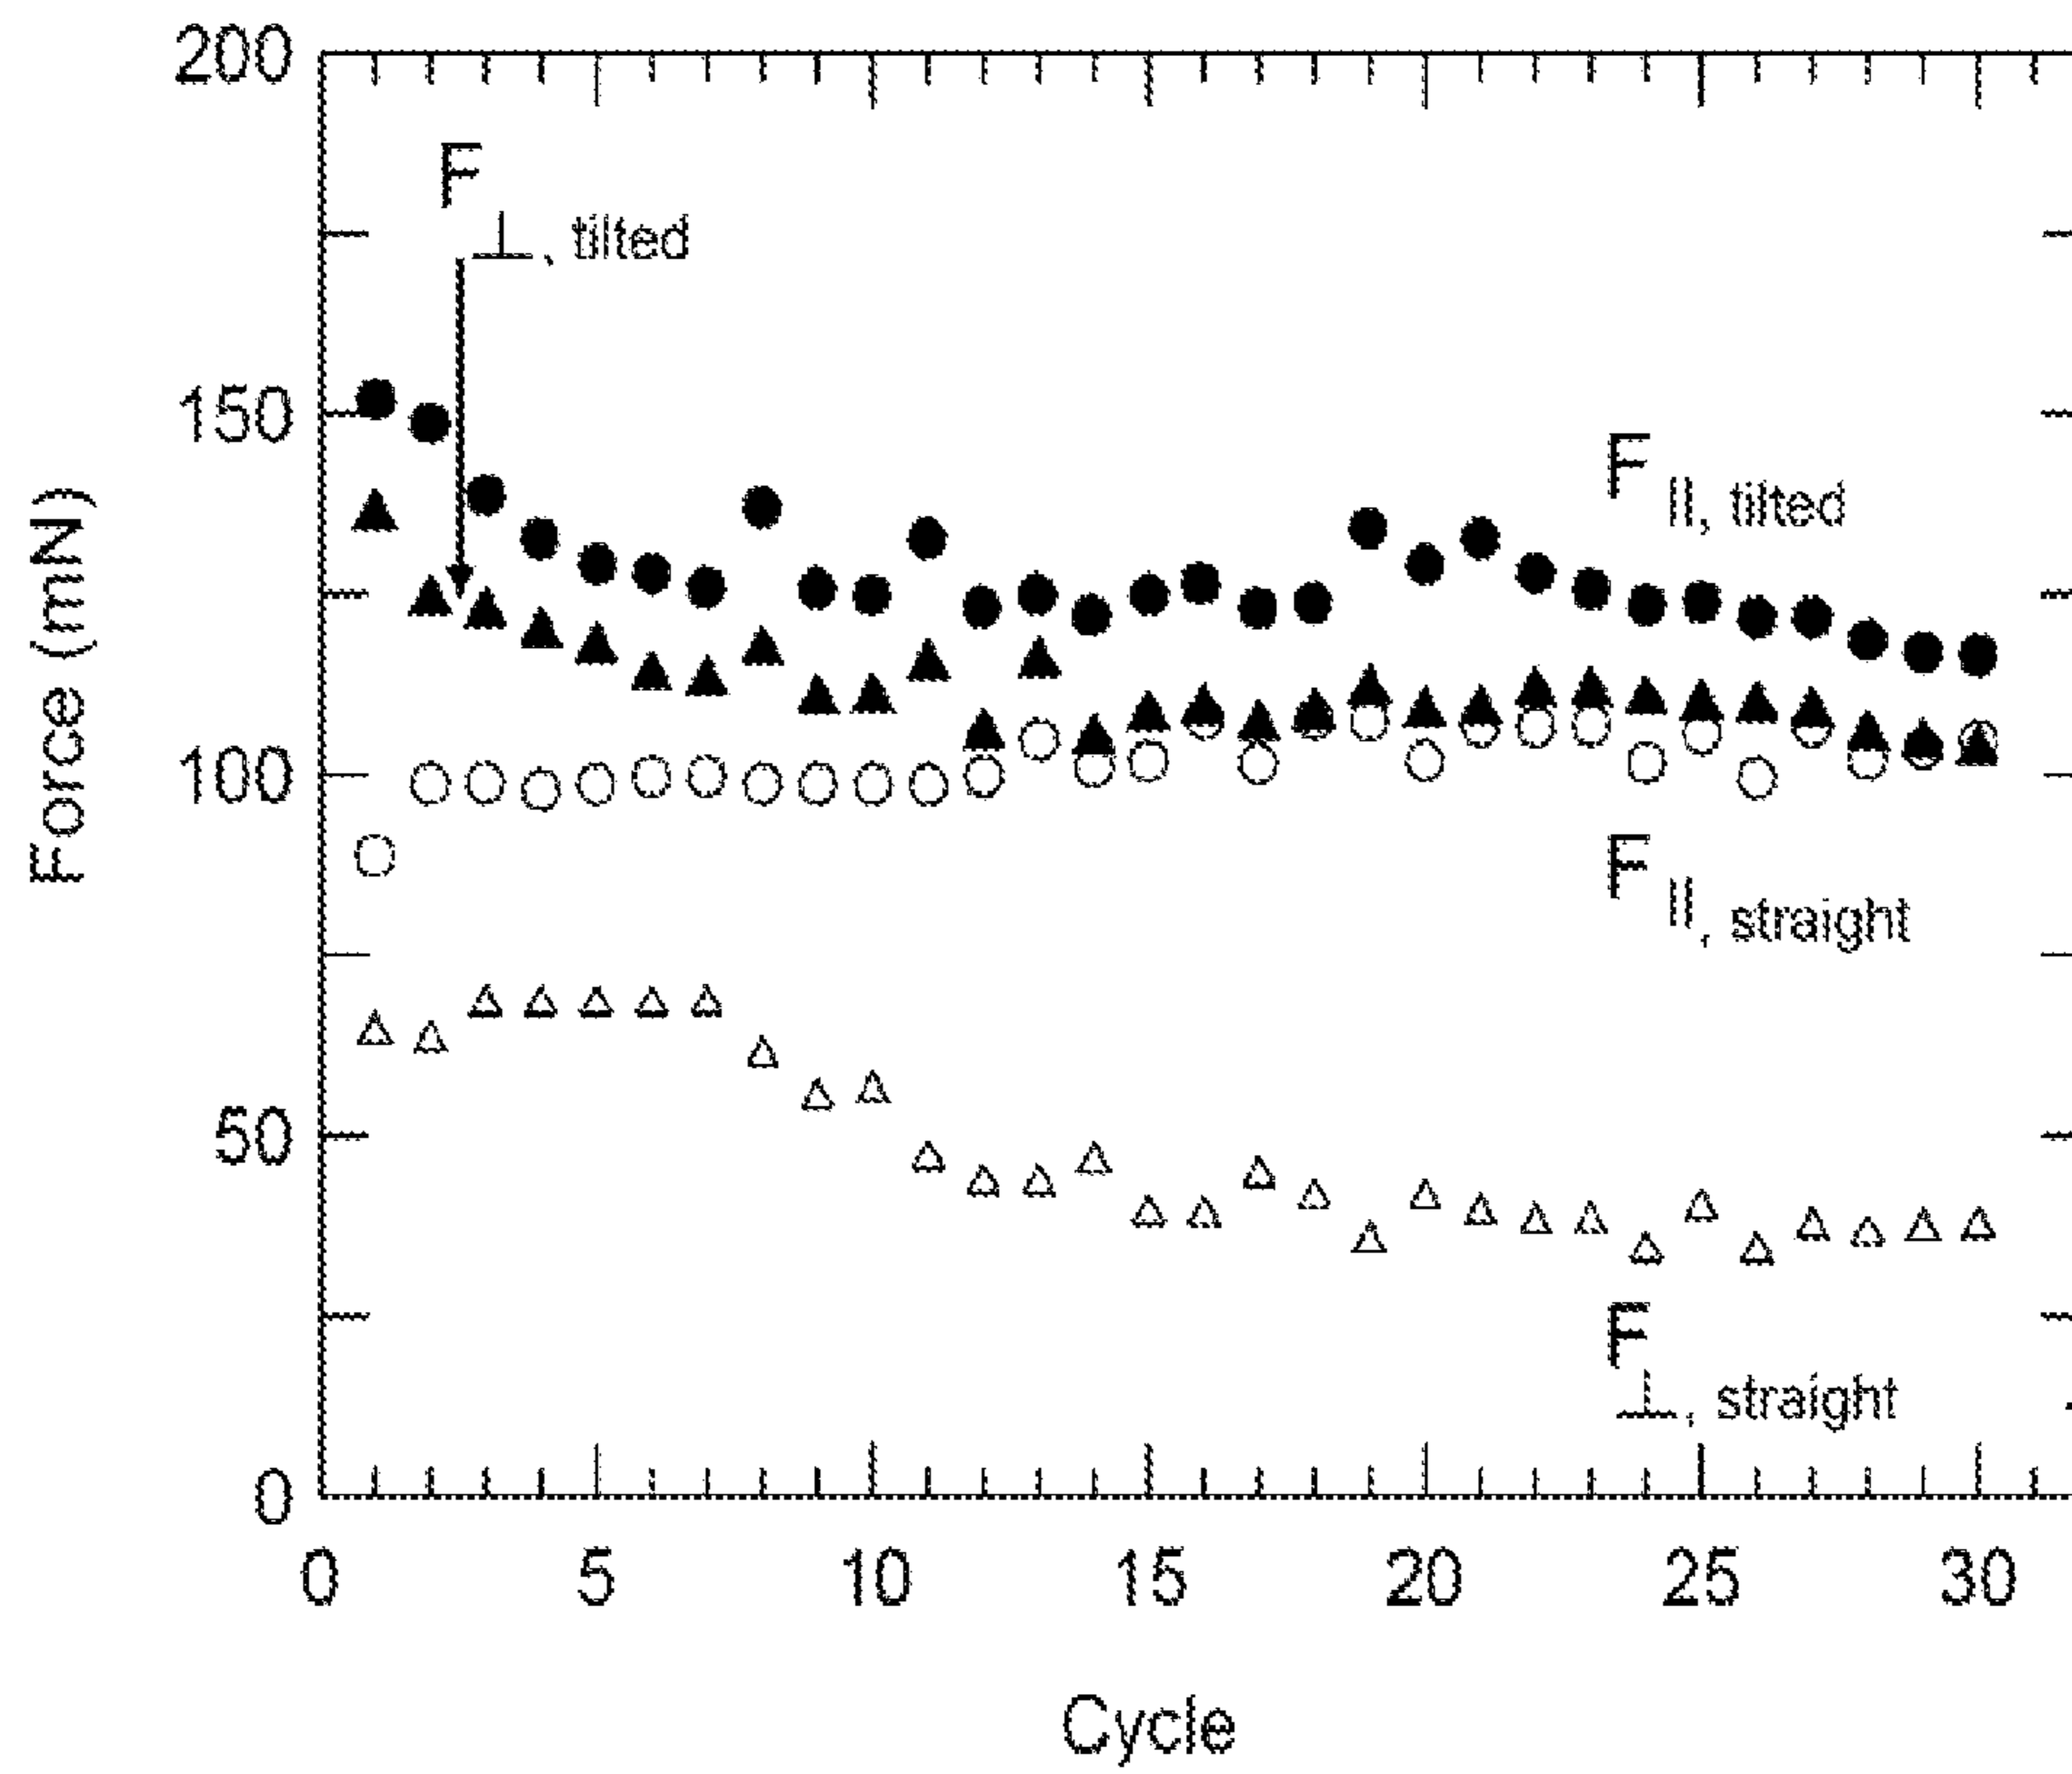 200
F
⊥, tilted
150
F
||, tilted
Force (mN)
100
F
||, straight
50
F
⊥, straight
0
0 5 10 15 20 25 30
Cycle